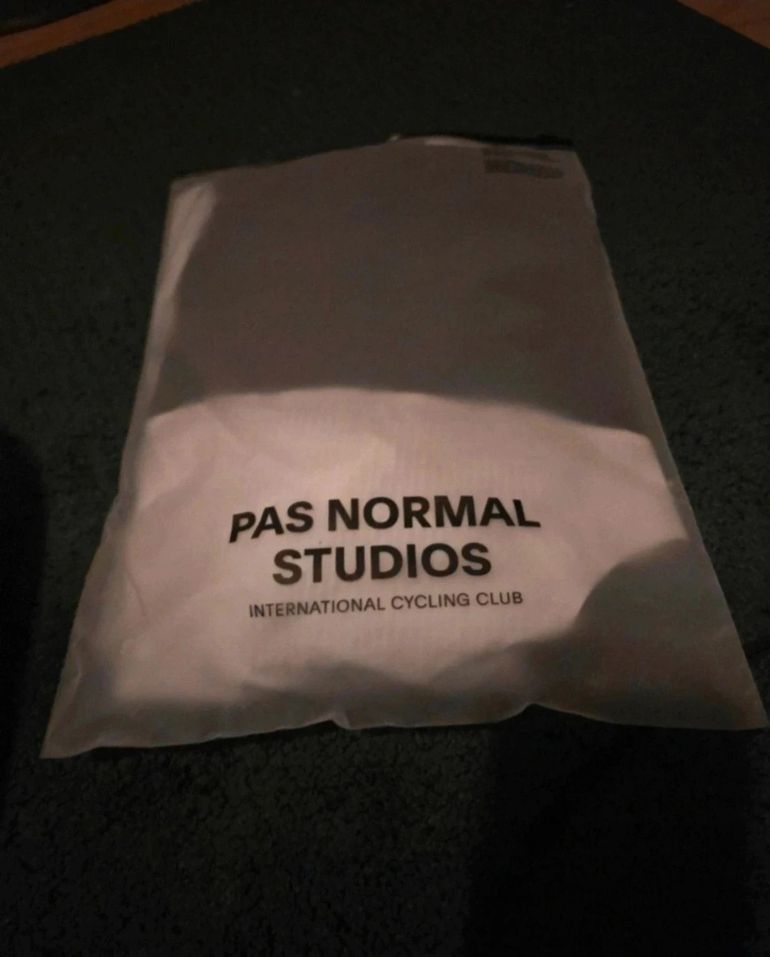 PAS NORMAL
STUDIOS
INTERNATIONAL CYCLING CLUB